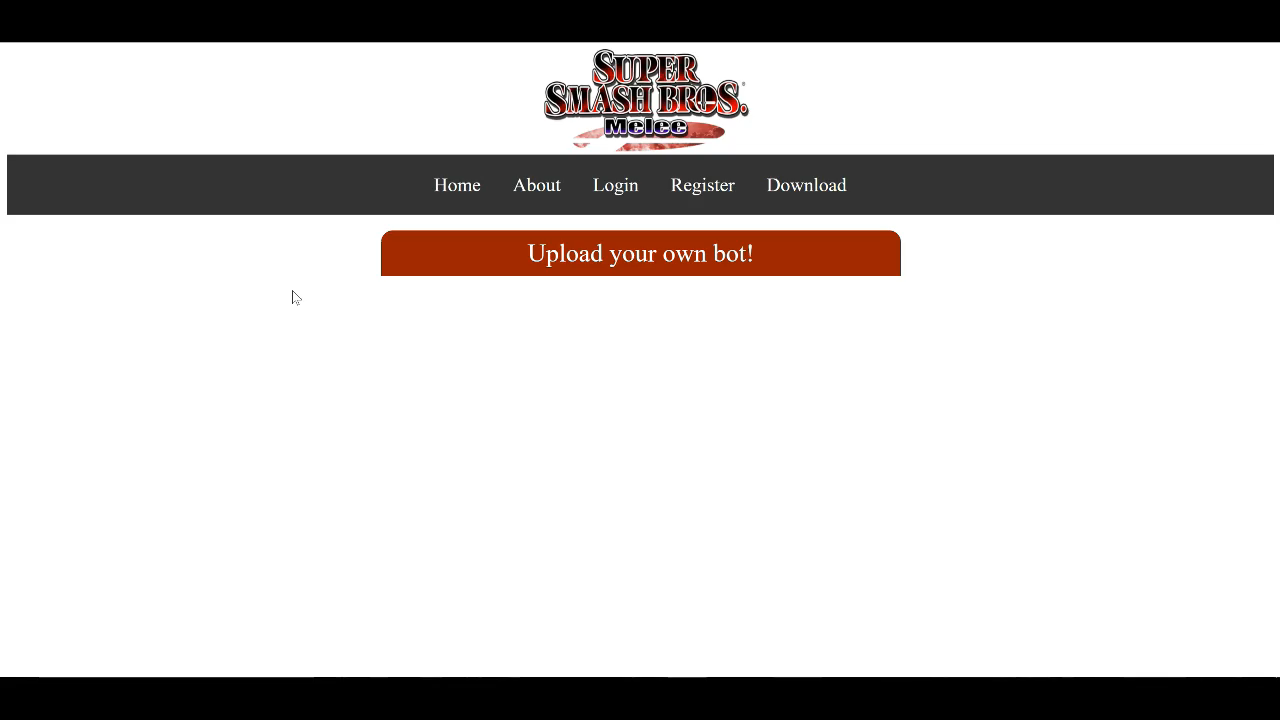 SUPER
SMASH BROS.
Melee
Home About Login Register Download
Upload your own bot!